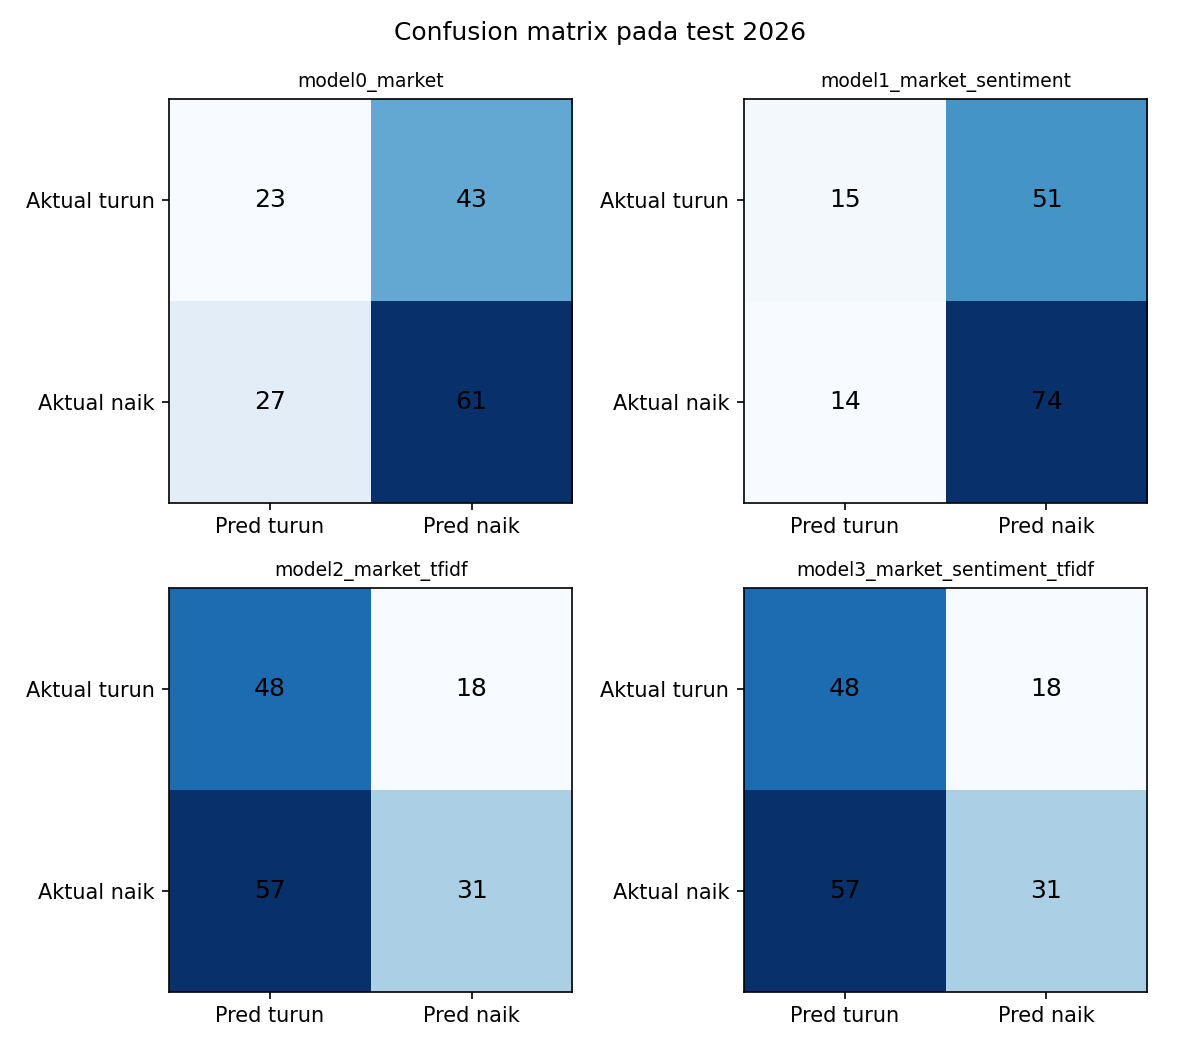 Confusion matrix pada test 2026
model0_market
Aktual turun
23
43
Aktual naik
27
61
Pred turun
Pred naik
model1_market_sentiment
Aktual turun
15
51
Aktual naik
14
74
Pred turun
Pred naik
model2_market_tfidf
Aktual turun
48
18
Aktual naik
57
31
Pred turun
Pred naik
model3_market_sentiment_tfidf
Aktual turun
48
18
Aktual naik
57
31
Pred turun
Pred naik